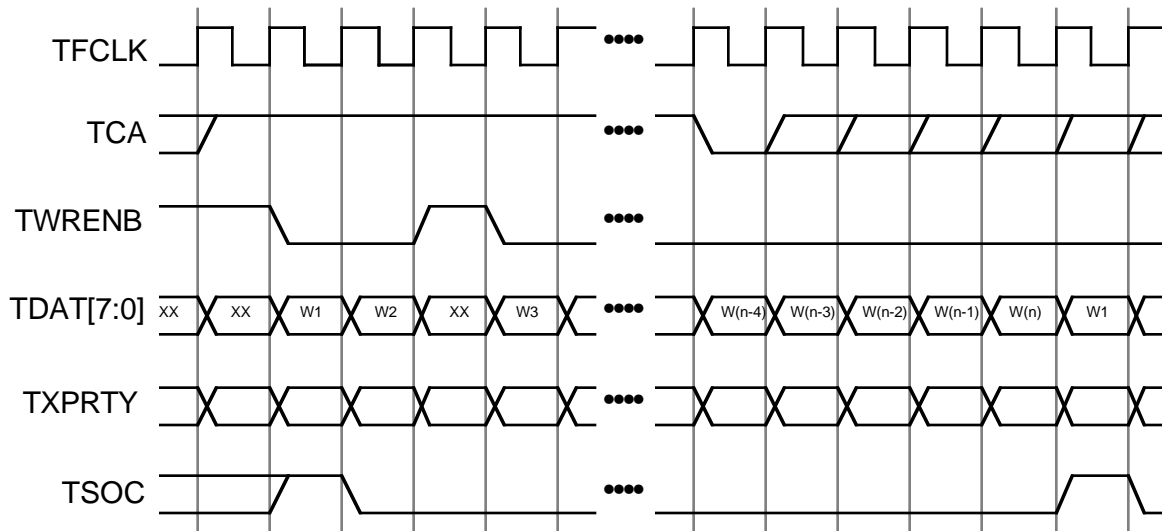 TFCLK
TCA
TWRENB
TDAT[7:0] XX XX W1 W2 XX W3 W(n-4) W(n-3) W(n-2) W(n-1) W(n) W1
TXPRTY
TSOC